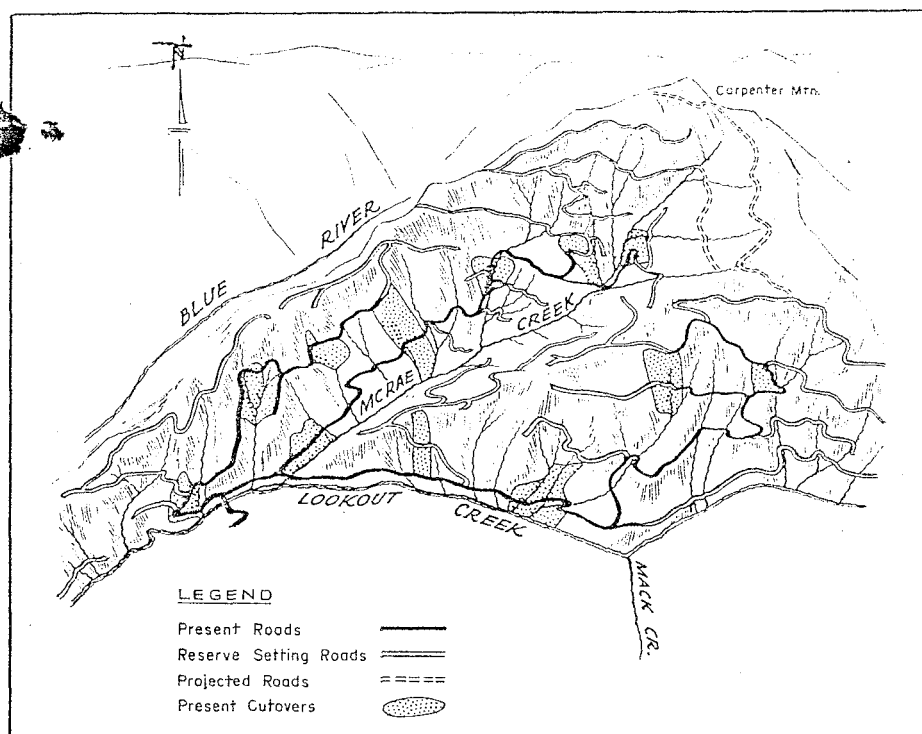 N
Carpenter Mtn.
BLUE RIVER
MCRAE CREEK
LOOKOUT CREEK
MACK CR.
LEGEND
Present Roads
Reserve Setting Roads
Projected Roads
Present Cutovers